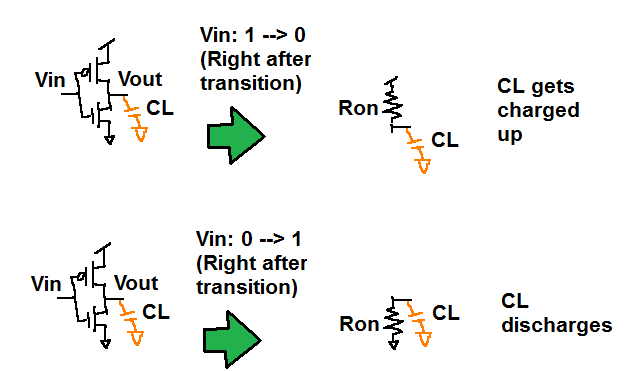 Vin: 1 --> 0
(Right after
transition)
Vin
Vout
CL
Ron
CL
CL gets
charged
up
Vin: 0 --> 1
(Right after
transition)
Vin
Vout
CL
Ron
CL
CL
discharges